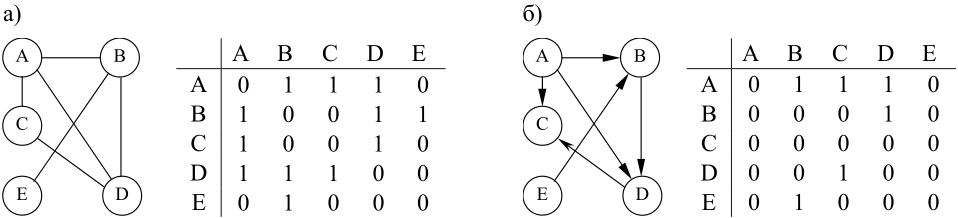 а)
A B
C
E D
A B C D E
A 0 1 1 1 0
B 1 0 0 1 1
C 1 0 0 1 0
D 1 1 1 0 0
E 0 1 0 0 0
б)
A B
C
E D
A B C D E
A 0 1 1 1 0
B 0 0 0 1 0
C 0 0 0 0 0
D 0 0 1 0 0
E 0 1 0 0 0